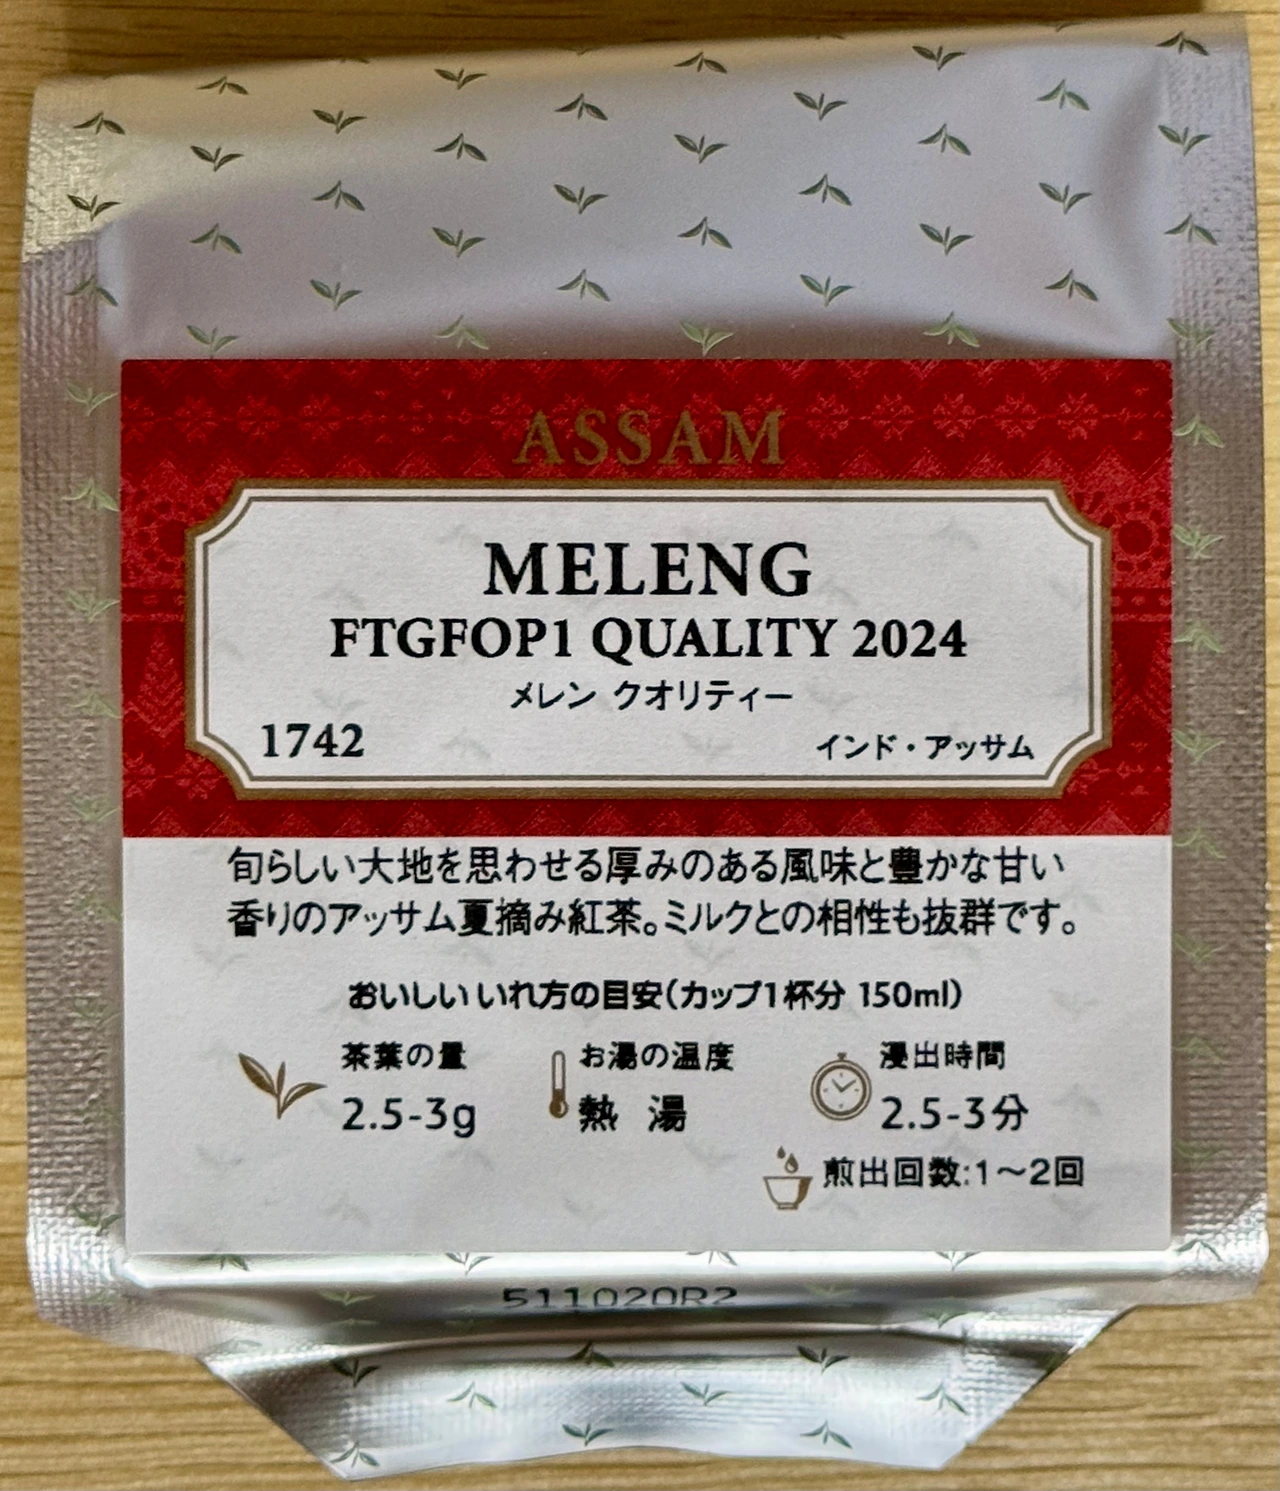 ASSAM
MELENG
FTGFOP1 QUALITY 2024
メレン クオリティー
1742
インド・アッサム
旬らしい大地を思わせる厚みのある風味と豊かな甘い
香りのアッサム夏摘み紅茶。ミルクとの相性も抜群です。
おいしいいれ方の目安(カップ1杯分 150ml)
茶葉の量
2.5-3g
お湯の温度
熱 湯
浸出時間
2.5-3分
煎出回数:1〜2回
511020R2